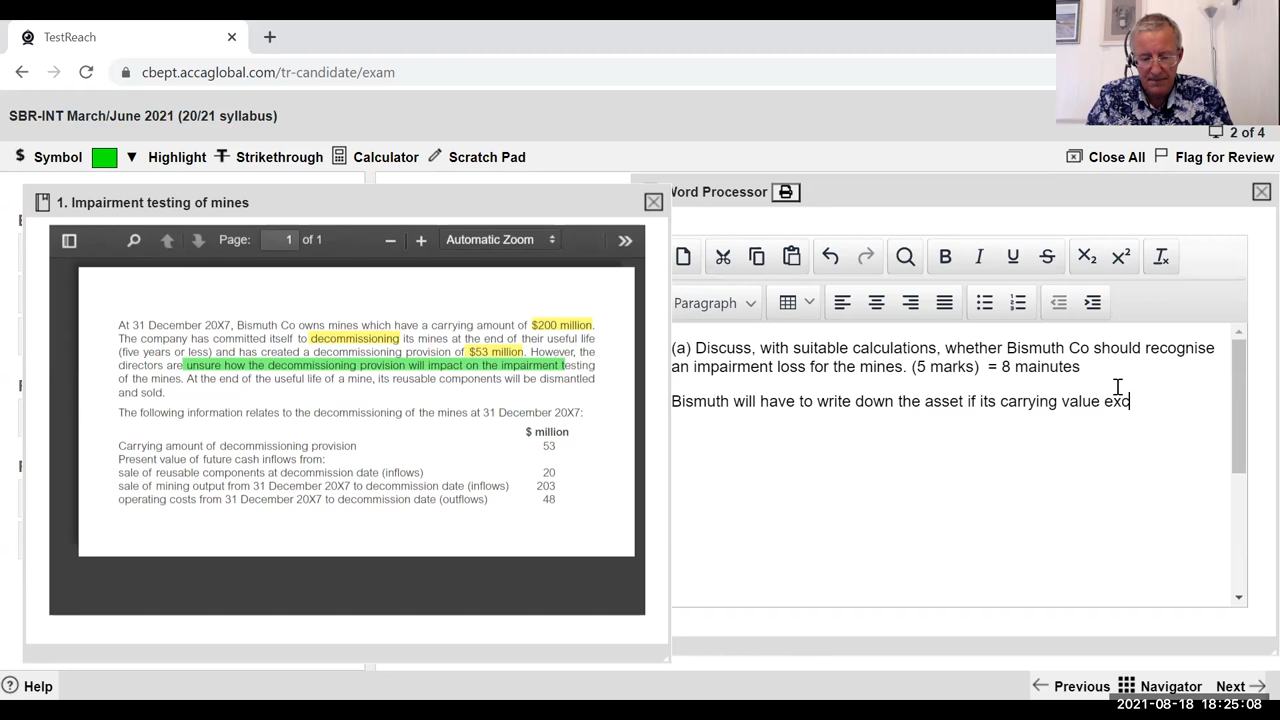 TestReach
cbept.accaglobal.com/tr-candidate/exam
SBR-INT March/June 2021 (20/21 syllabus)
2 of 4
$ Symbol Highlight Strikethrough Calculator Scratch Pad Close All Flag for Review
1. Impairment testing of mines
Page: 1 of 1 Automatic Zoom
At 31 December 20X7, Bismuth Co owns mines which have a carrying amount of $200 million.
The company has committed itself to decommissioning its mines at the end of their useful life
(five years or less) and has created a decommissioning provision of $53 million. However, the
directors are unsure how the decommissioning provision will impact on the impairment testing
of the mines. At the end of the useful life of a mine, its reusable components will be dismantled
and sold.
The following information relates to the decommissioning of the mines at 31 December 20X7:
$ million
Carrying amount of decommissioning provision 53
Present value of future cash inflows from:
sale of reusable components at decommission date (inflows) 20
sale of mining output from 31 December 20X7 to decommission date (inflows) 203
operating costs from 31 December 20X7 to decommission date (outflows) 48
Word Processor
B I U S X₂ X² Tx
Paragraph
(a) Discuss, with suitable calculations, whether Bismuth Co should recognise
an impairment loss for the mines. (5 marks) = 8 mainutes
Bismuth will have to write down the asset if its carrying value exc
Help
Previous Navigator Next
2021-08-18 18:25:08